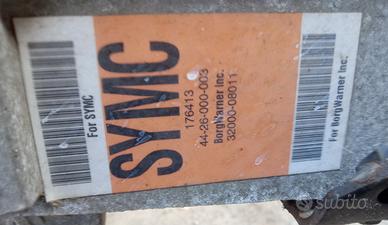 For SYMC
SYMC
176413
44-26-000-003
BorgWarner Inc.
32000-08011
For BorgWarner Inc.
subito